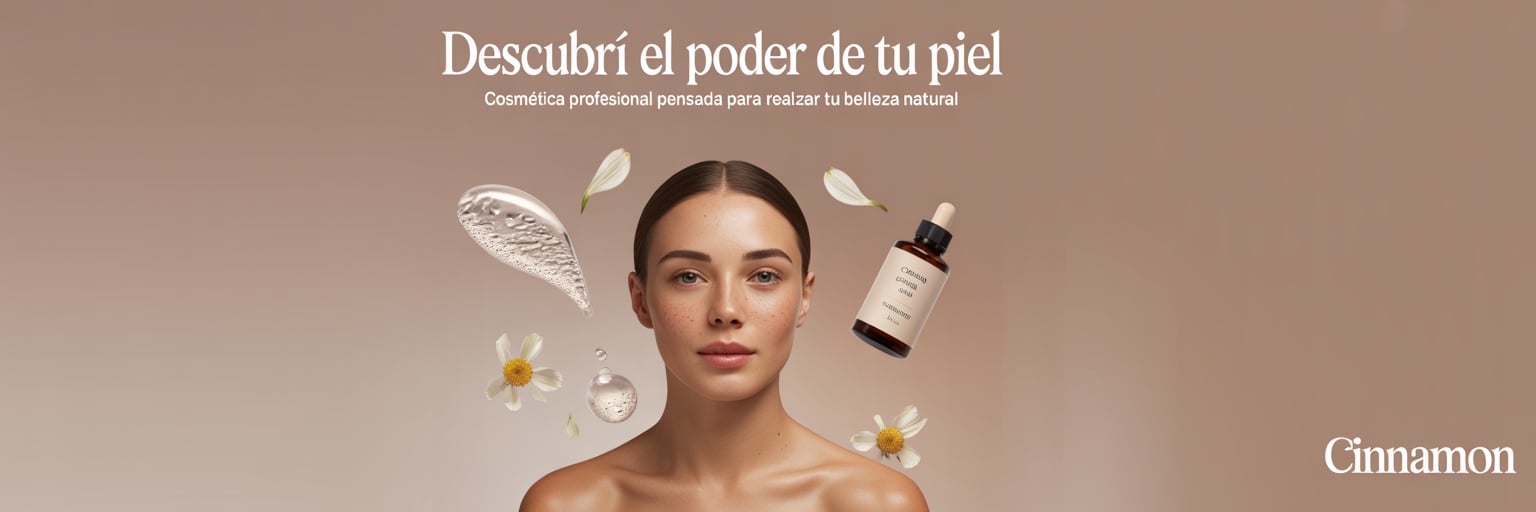 Descubrí el poder de tu piel
Cosmética profesional pensada para realzar tu belleza natural
Cinnamon